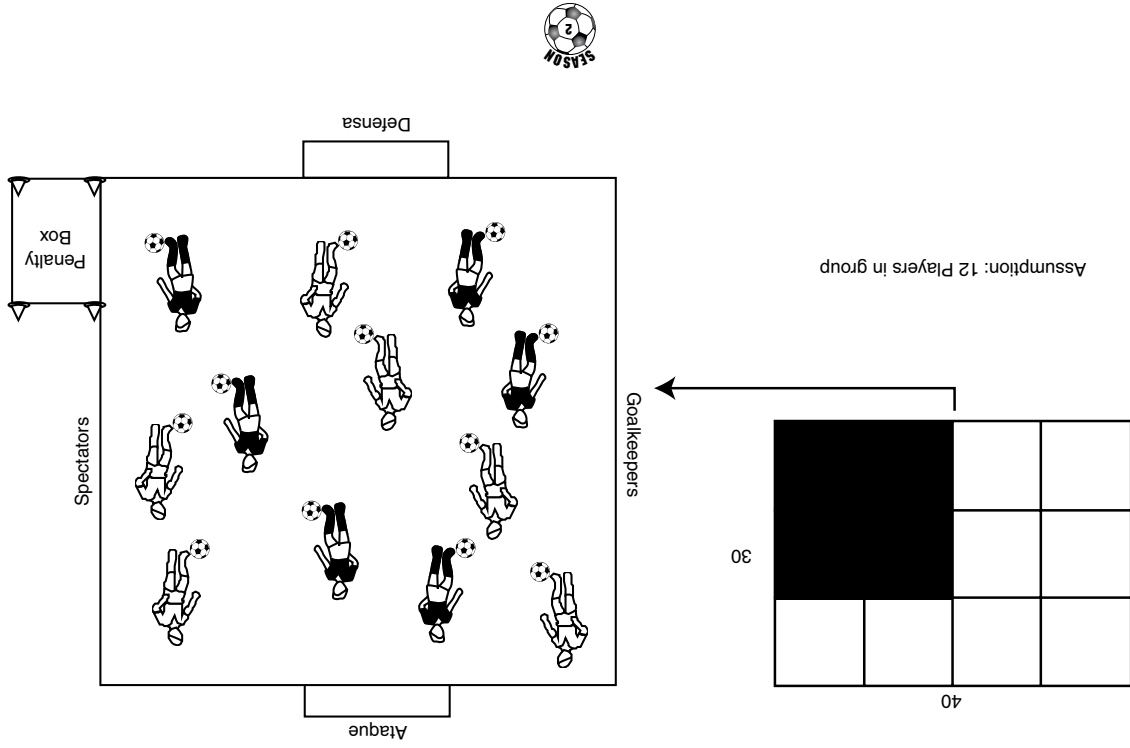 40
30
Assumption: 12 Players in group
Ataque
Goalkeepers
Spectators
Penalty
Box
Defensa
SEASON
2